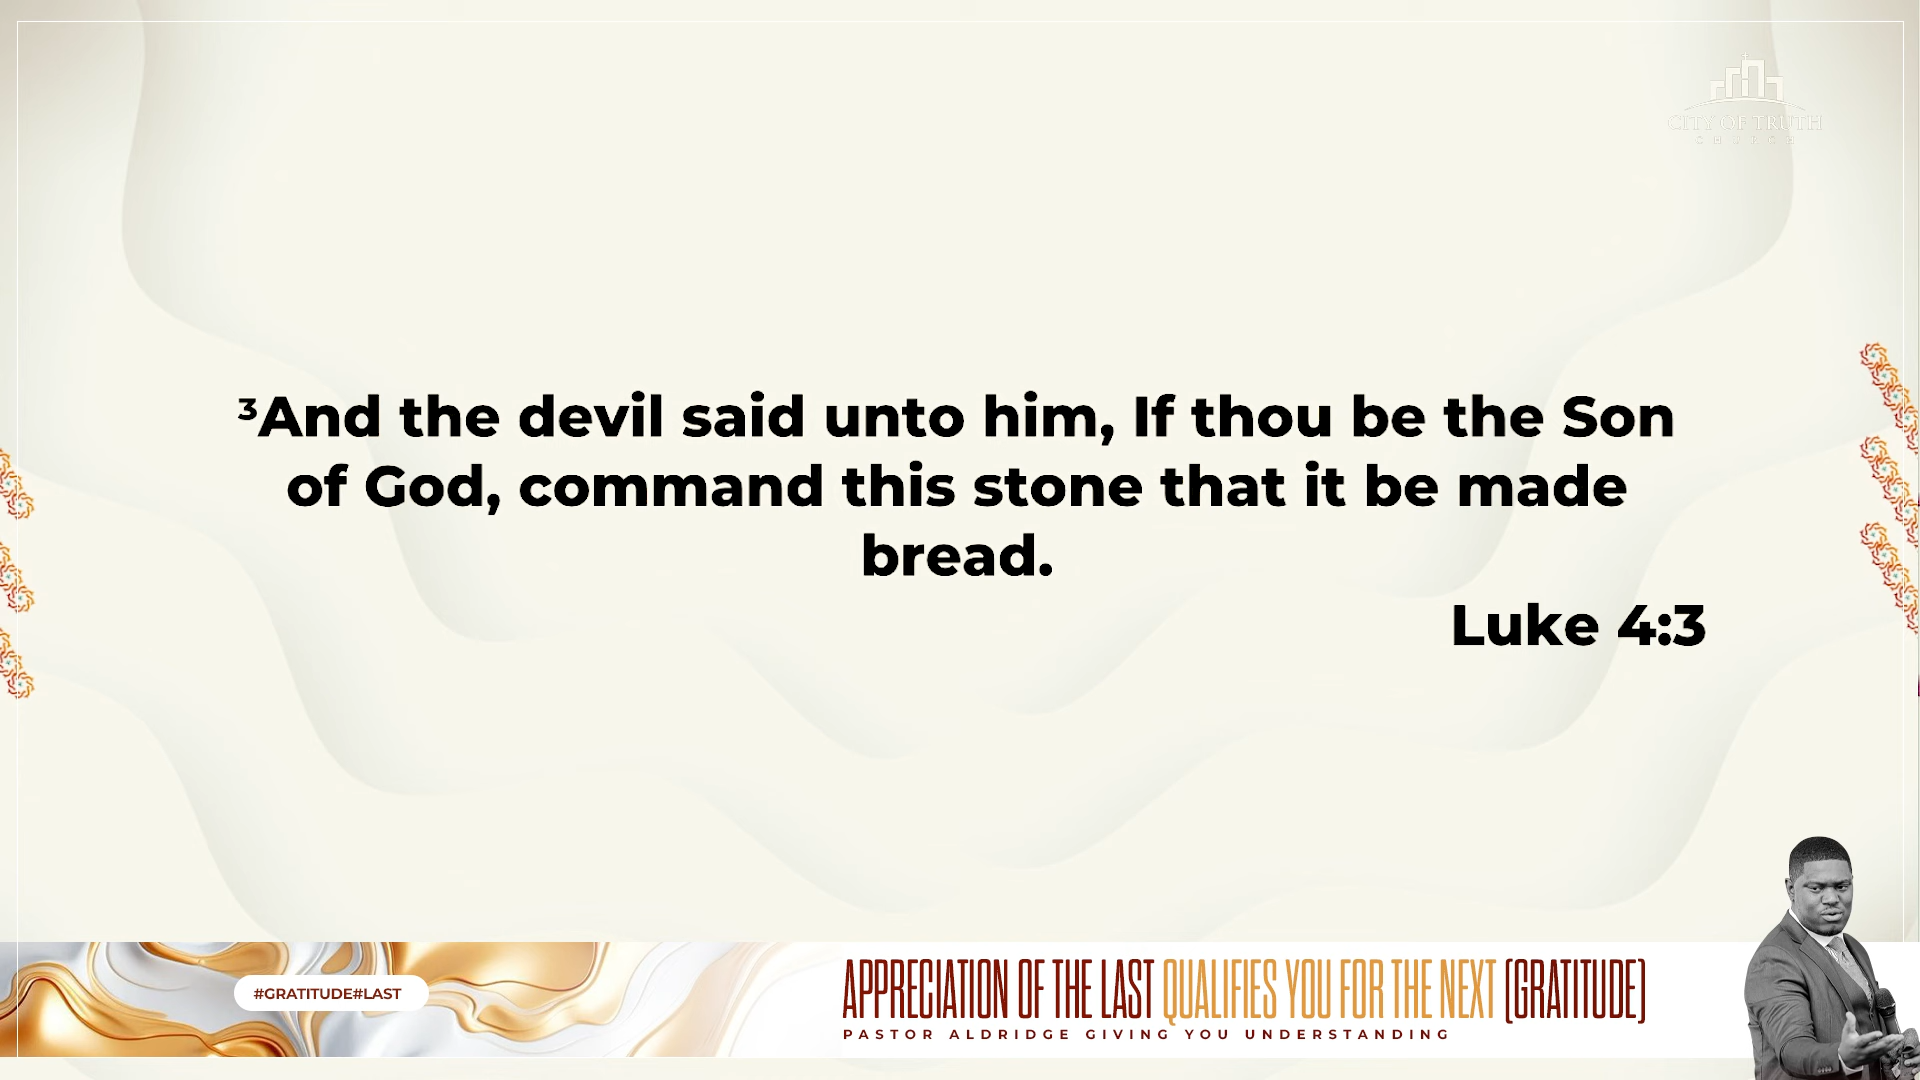 CITY OF TRUTH
CHURCH
³And the devil said unto him, If thou be the Son
of God, command this stone that it be made
bread.
Luke 4:3
#GRATITUDE#LAST
APPRECIATION OF THE LAST QUALIFIES YOU FOR THE NEXT (GRATITUDE)
PASTOR ALDRIDGE GIVING YOU UNDERSTANDING